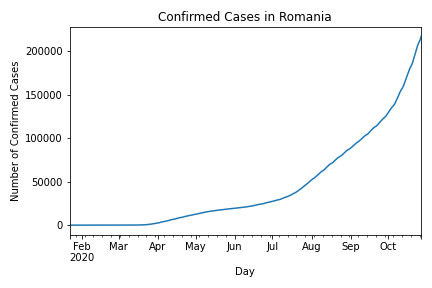 Confirmed Cases in Romania
Number of Confirmed Cases
200000
150000
100000
50000
0
Feb Mar Apr May Jun Jul Aug Sep Oct
2020
Day